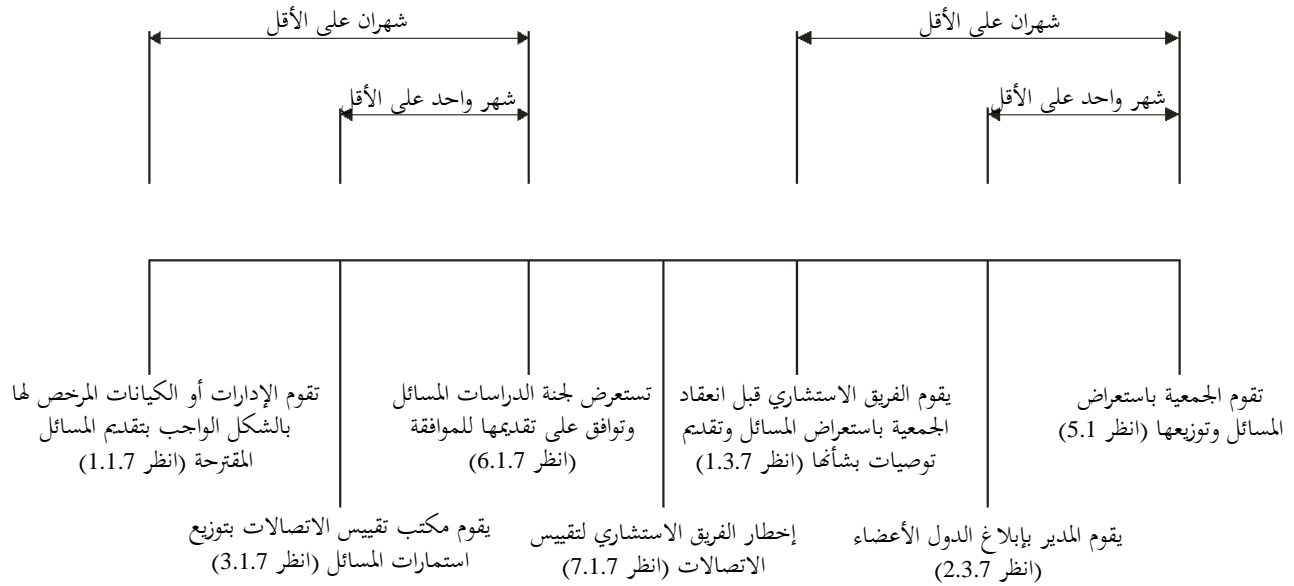 شهران على الأقل
شهران على الأقل
شهر واحد على الأقل
شهر واحد على الأقل
تقوم الإدارات أو الكيانات المرخص لها
بالشكل الواجب بتقديم المسائل
المقترحة (انظر 1.1.7)
تستعرض لجنة الدراسات المسائل
وتوافق على تقديمها للموافقة
(انظر 6.1.7)
يقوم الفريق الاستشاري قبل انعقاد
الجمعية باستعراض المسائل وتقديم
توصيات بشأنها (انظر 1.3.7)
تقوم الجمعية باستعراض
المسائل وتوزيعها (انظر 5.1)
يقوم مكتب تقييس الاتصالات بتوزيع
استمارات المسائل (انظر 3.1.7)
إخطار الفريق الاستشاري لتقييس
الاتصالات (انظر 7.1.7)
يقوم المدير بإبلاغ الدول الأعضاء
(انظر 2.3.7)